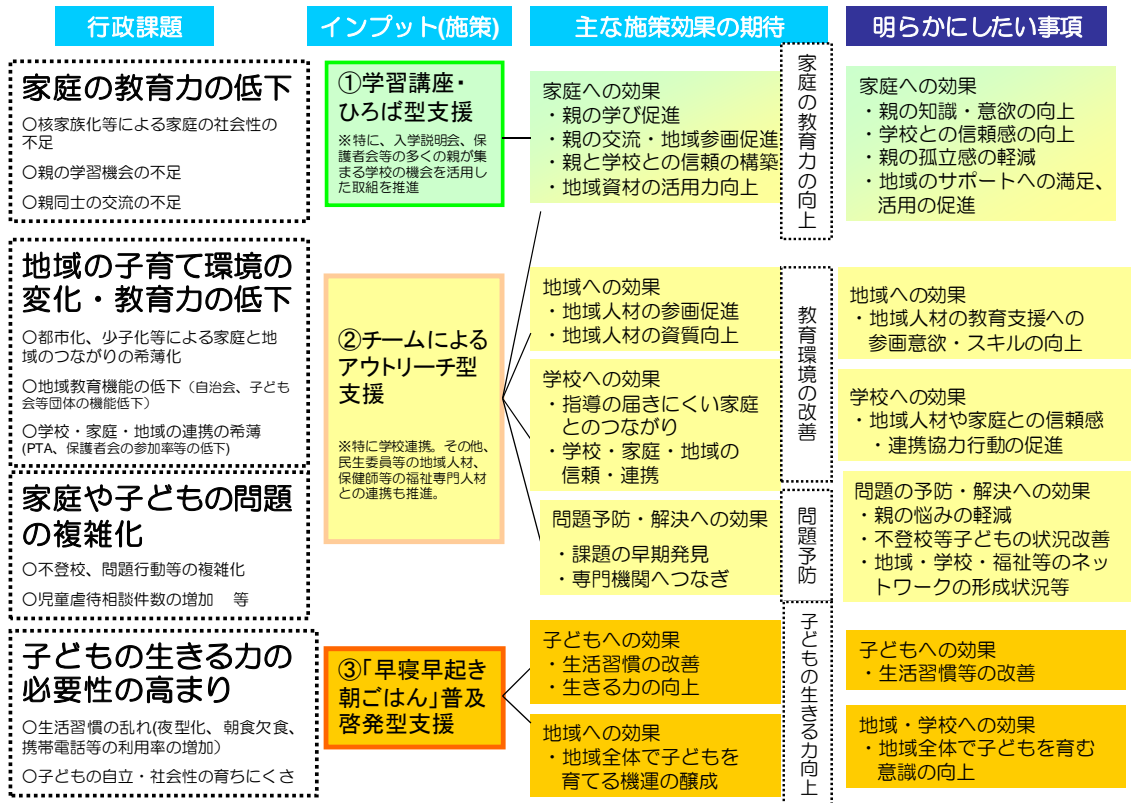 行政課題
インプット(施策)
主な施策効果の期待
明らかにしたい事項
家庭の教育力の低下
○核家族化等による家庭の社会性の
不足
○親の学習機会の不足
○親同士の交流の不足
地域の子育て環境の
変化・教育力の低下
○都市化、少子化等による家庭と地
域のつながりの希薄化
○地域教育機能の低下（自治会、子ども
会等団体の機能低下）
○学校・家庭・地域の連携の希薄
(PTA、保護者会の参加率等の低下)
家庭や子どもの問題
の複雑化
○不登校、問題行動等の複雑化
○児童虐待相談件数の増加　等
子どもの生きる力の
必要性の高まり
○生活習慣の乱れ(夜型化、朝食欠食、
携帯電話等の利用率の増加）
○子どもの自立・社会性の育ちにくさ
①学習講座・
ひろば型支援
※特に、入学説明会、保
護者会等の多くの親が集
まる学校の機会を活用し
た取組を推進
②チームによる
アウトリーチ型
支援
※特に学校連携。その他、
民生委員等の地域人材、
保健師等の福祉専門人材
との連携も推進。
③「早寝早起き
朝ごはん」普及
啓発型支援
家庭への効果
・親の学び促進
・親の交流・地域参画促進
・親と学校との信頼の構築
・地域資材の活用力向上
地域への効果
・地域人材の参画促進
・地域人材の資質向上
学校への効果
・指導の届きにくい家庭
とのつながり
・学校・家庭・地域の
信頼・連携
問題予防・解決への効果
・課題の早期発見
・専門機関へつなぎ
子どもへの効果
・生活習慣の改善
・生きる力の向上
地域への効果
・地域全体で子どもを
育てる機運の醸成
家庭の教育力の向上
教育環境の改善
問題予防
子どもの生きる力向上
家庭への効果
・親の知識・意欲の向上
・学校との信頼感の向上
・親の孤立感の軽減
・地域のサポートへの満足、
活用の促進
地域への効果
・地域人材の教育支援への
参画意欲・スキルの向上
学校への効果
・地域人材や家庭との信頼感
・連携協力行動の促進
問題の予防・解決への効果
・親の悩みの軽減
・不登校等子どもの状況改善
・地域・学校・福祉等のネッ
トワークの形成状況等
子どもへの効果
・生活習慣等の改善
地域・学校への効果
・地域全体で子どもを育む
意識の向上